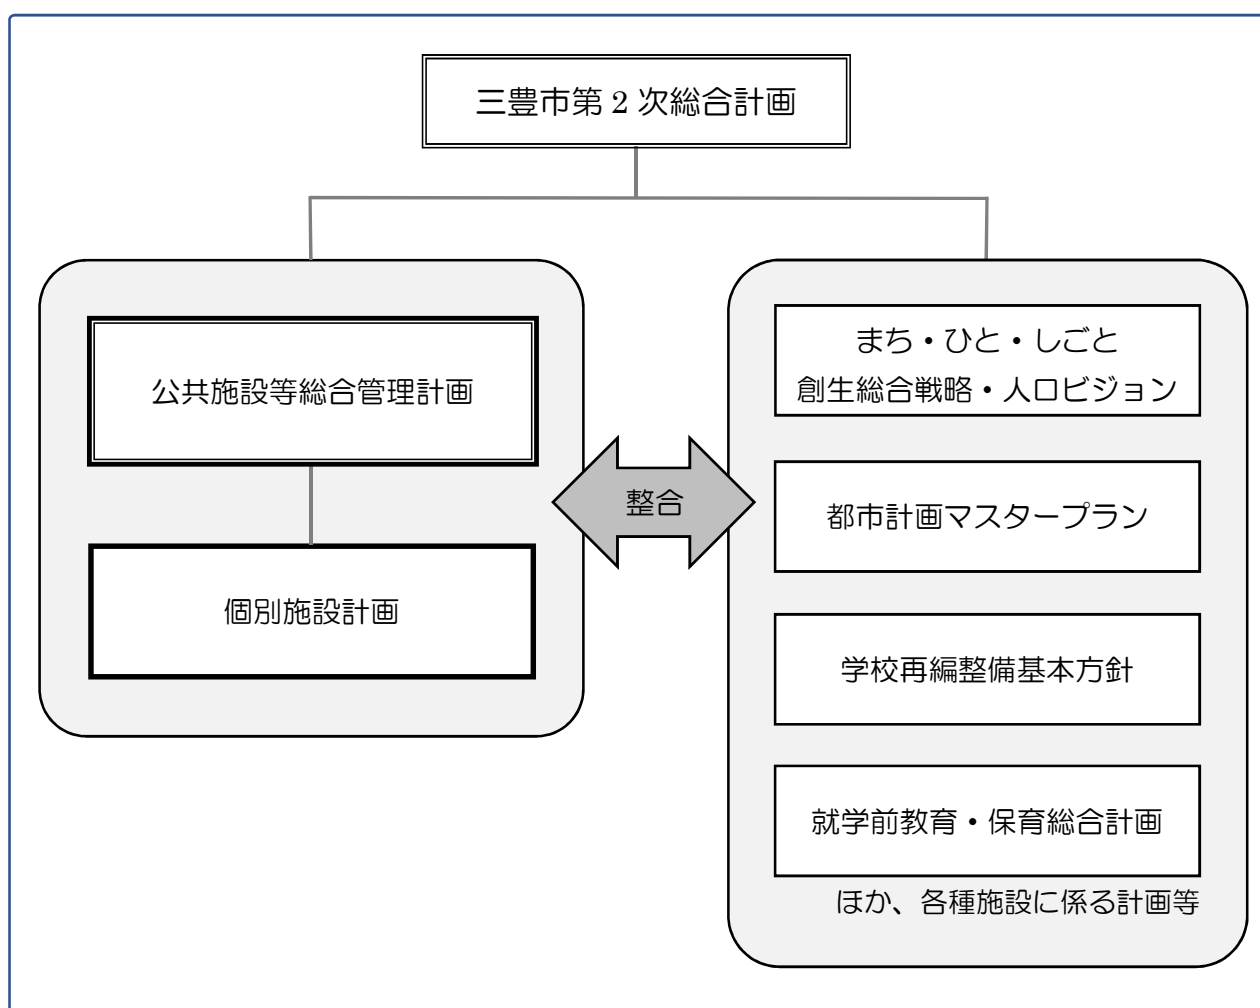 三豊市第２次総合計画
公共施設等総合管理計画
個別施設計画
整合
まち・ひと・しごと
創生総合戦略・人口ビジョン
都市計画マスタープラン
学校再編整備基本方針
就学前教育・保育総合計画
ほか、各種施設に係る計画等